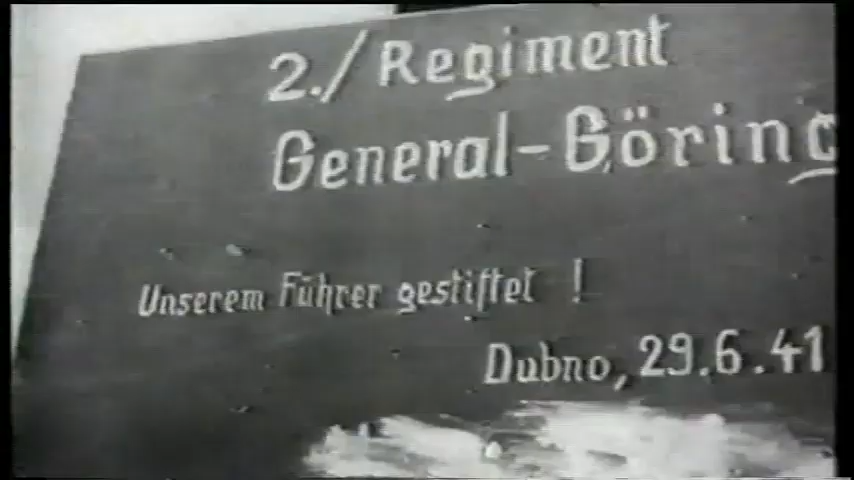 2./Regiment
General-Göring
Unserem Führer gestiftet !
Dubno, 29.6.41